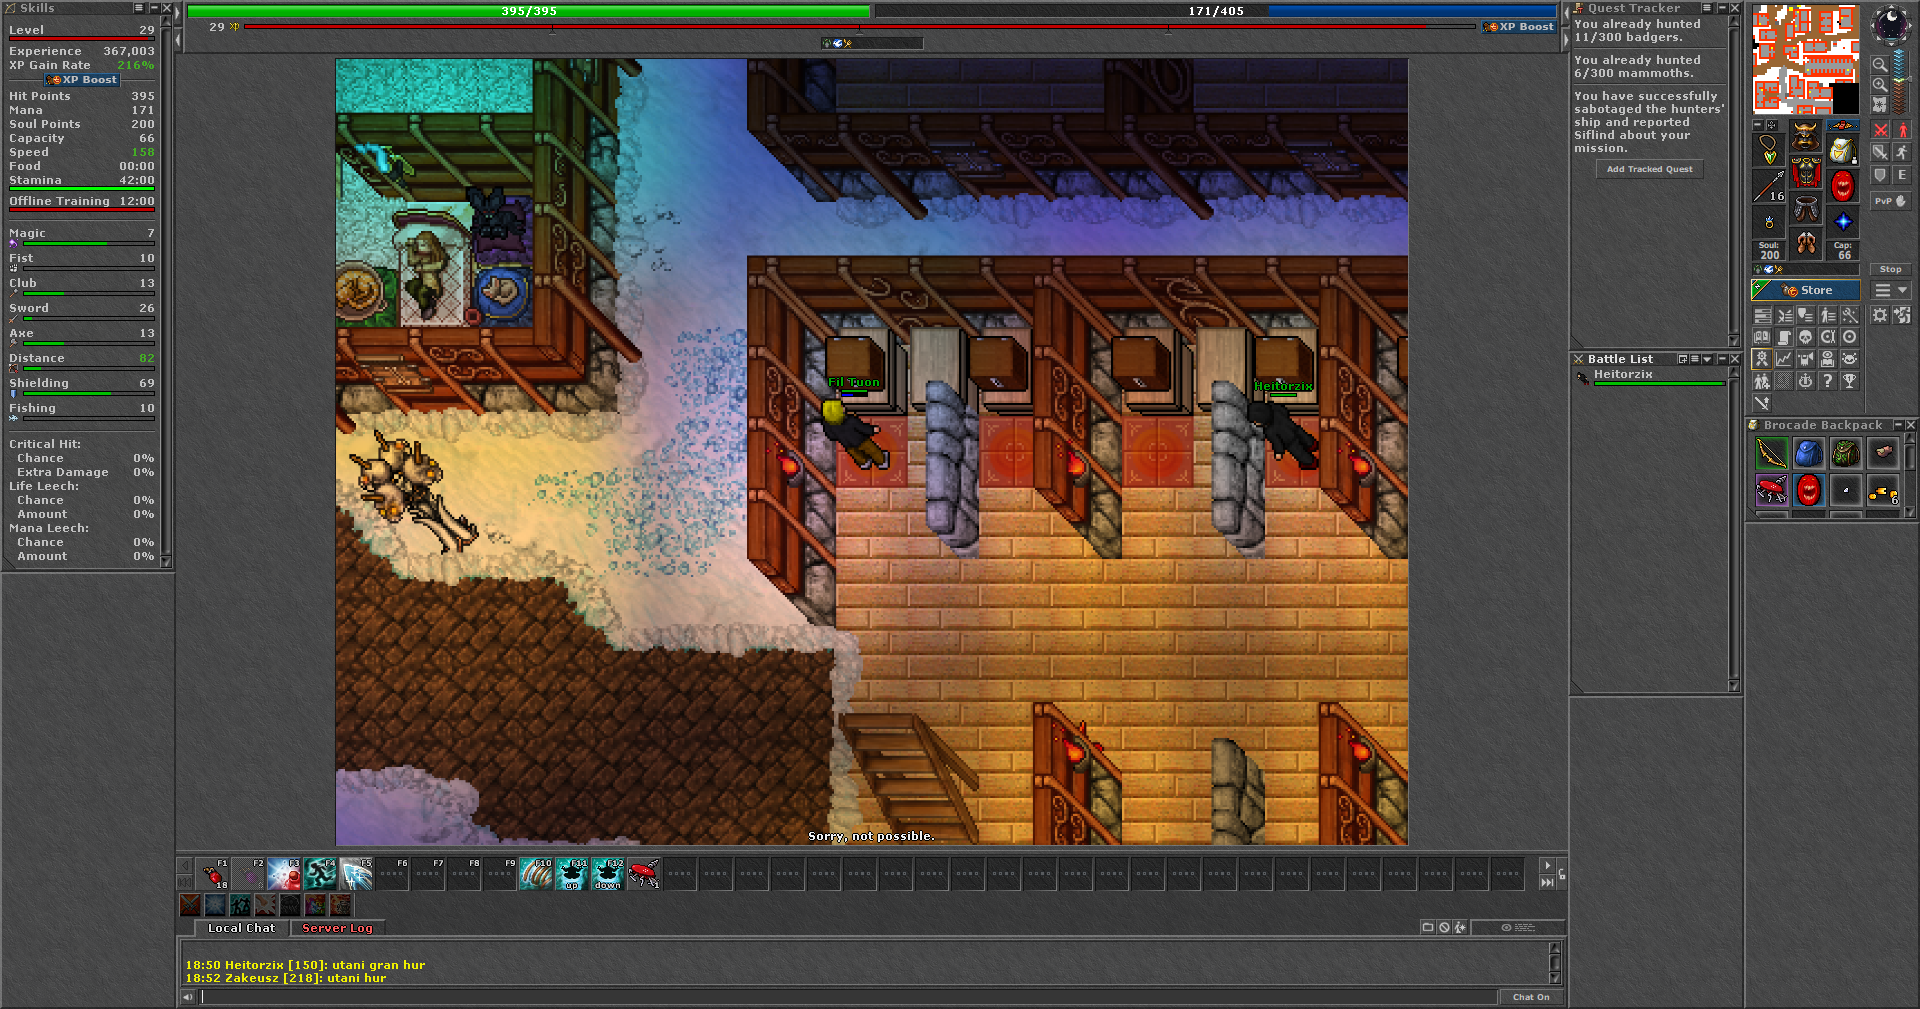 Skills
Level 29
Experience 367,003
XP Gain Rate 216%
XP Boost
Hit Points 395
Mana 171
Soul Points 200
Capacity 66
Speed 158
Food 00:00
Stamina 42:00
Offline Training 12:00
Magic 7
Fist 10
Club 13
Sword 26
Axe 13
Distance 82
Shielding 69
Fishing 10
Critical Hit:
Chance 0%
Extra Damage 0%
Life Leech:
Chance 0%
Amount 0%
Mana Leech:
Chance 0%
Amount 0%
395/395
171/405
29
XP Boost
Fil Tuon
Heitorzix
Sorry, not possible.
F1 F2 F3 F4 F5 F6 F7 F8 F9 F10 F11 F12
18 up down 1
Local Chat
Server Log
18:50 Heitorzix [150]: utani gran hur
18:52 Zakeusz [218]: utani hur
Chat On
Quest Tracker
You already hunted
11/300 badgers.
You already hunted
6/300 mammoths.
You have successfully
sabotaged the hunters'
ship and reported
Siflind about your
mission.
Add Tracked Quest
Battle List
Heitorzix
16
Soul:
200
Cap:
66
E
PvP
Stop
Store
Brocade Backpack
6